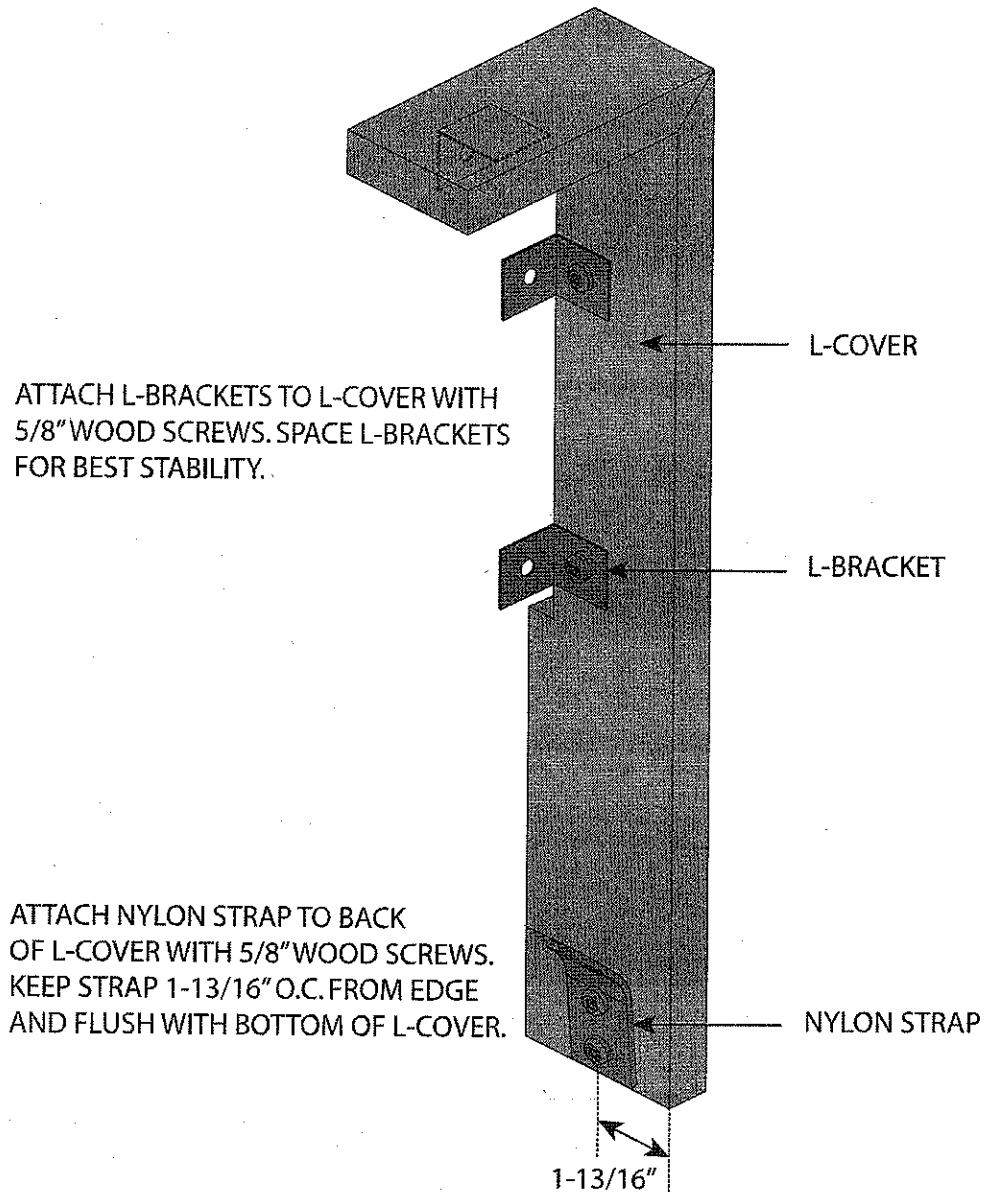 L-COVER
ATTACH L-BRACKETS TO L-COVER WITH
5/8" WOOD SCREWS. SPACE L-BRACKETS
FOR BEST STABILITY.
L-BRACKET
ATTACH NYLON STRAP TO BACK
OF L-COVER WITH 5/8" WOOD SCREWS.
KEEP STRAP 1-13/16" O.C. FROM EDGE
AND FLUSH WITH BOTTOM OF L-COVER.
NYLON STRAP
1-13/16"